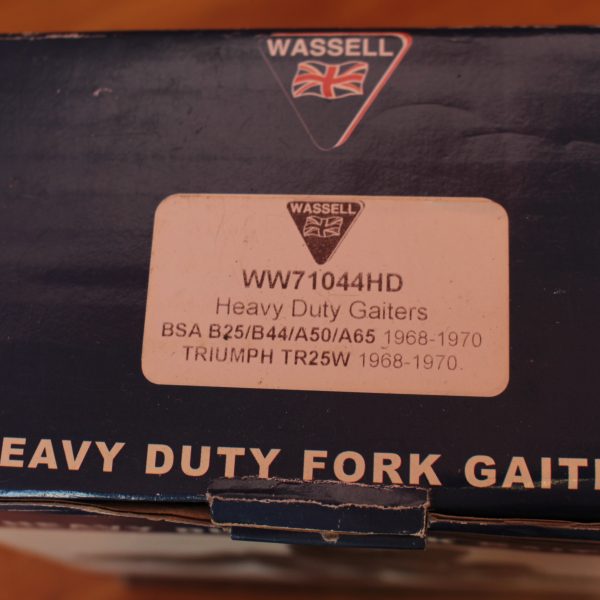 WASSELL
WASSELL
WW71044HD
Heavy Duty Gaiters
BSA B25/B44/A50/A65 1968-1970
TRIUMPH TR25W 1968-1970.
EAVY DUTY FORK GAIT